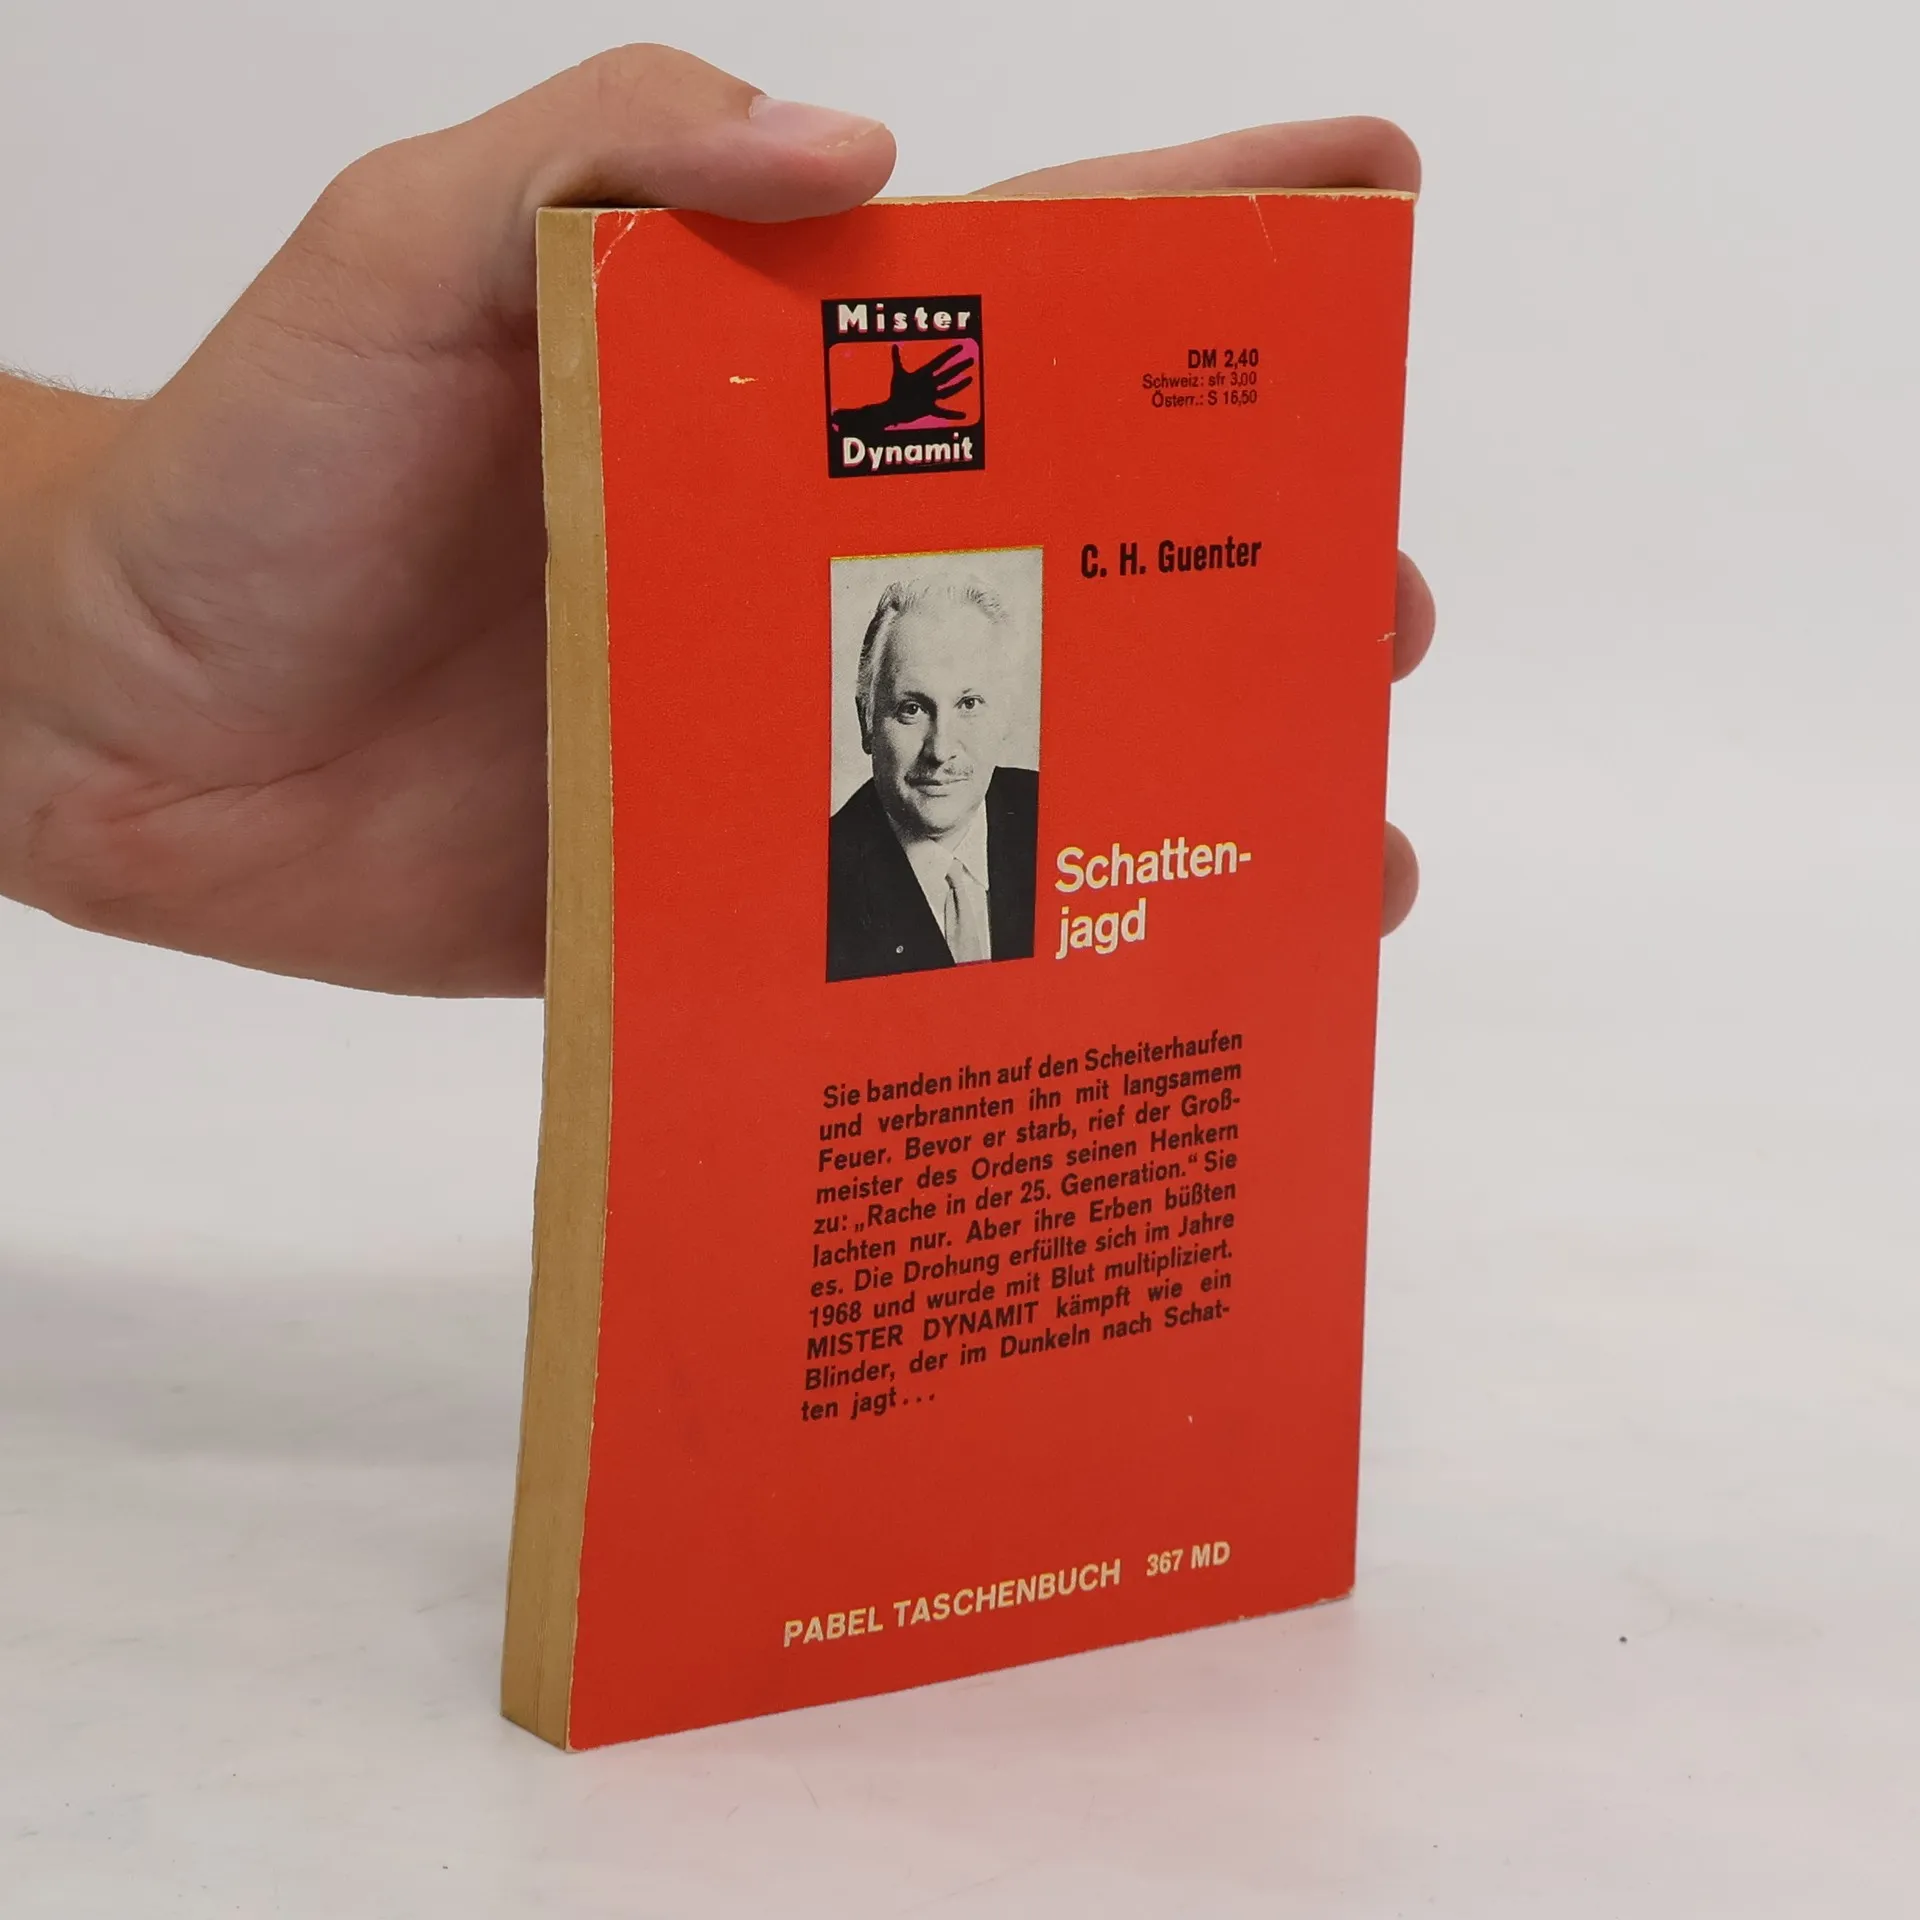 Mister
Dynamit
DM 2,40
Schweiz: sfr 3,00
Österr.: S 16,50
C. H. Guenter
Schatten-
jagd
Sie banden ihn auf den Scheiterhaufen
und verbrannten ihn mit langsamem
Feuer. Bevor er starb, rief der Groß-
meister des Ordens seinen Henkern
zu: „Rache in der 25. Generation.“ Sie
lachten nur. Aber ihre Erben büßten
es. Die Drohung erfüllte sich im Jahre
1968 und wurde mit Blut multipliziert.
MISTER DYNAMIT kämpft wie ein
Blinder, der im Dunkeln nach Schat-
ten jagt...
PABEL TASCHENBUCH 367 MD